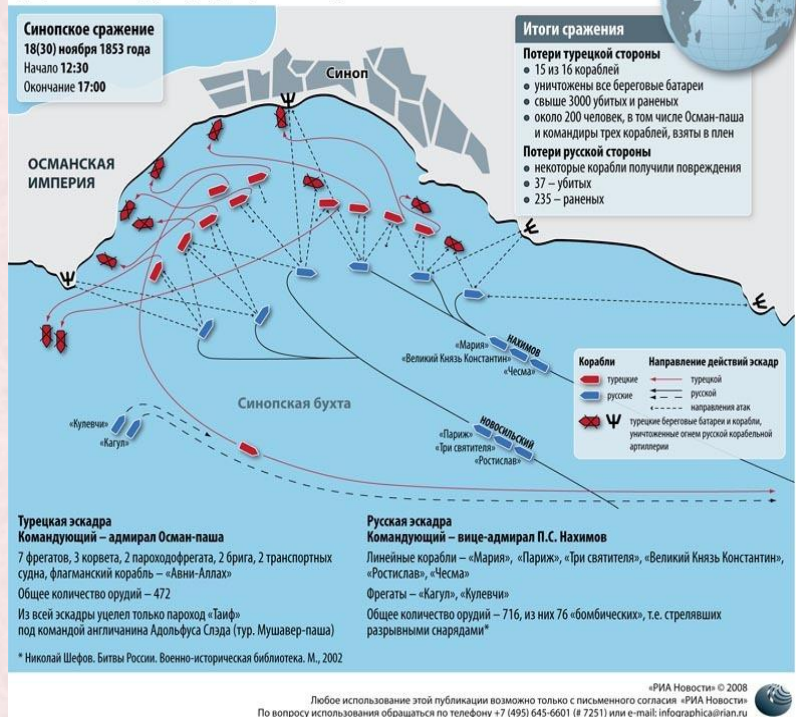 Синопское сражение
18(30) ноября 1853 года
Начало 12:30
Окончание 17:00
Итоги сражения
Потери турецкой стороны
• 15 из 16 кораблей
• уничтожены все береговые батареи
• свыше 3000 убитых и раненых
• около 200 человек, в том числе Осман-паша
и командиры трех кораблей, взяты в плен
Потери русской стороны
• некоторые корабли получили повреждения
• 37 – убитых
• 235 – раненых
Синоп
ОСМАНСКАЯ
ИМПЕРИЯ
НАХИМОВ
«Мария»
«Великий Князь Константин»
«Чесма»
Синопская бухта
НОВОСИЛЬСКИЙ
«Париж»
«Три святителя»
«Ростислав»
«Кулевчи»
«Кагул»
Корабли
турецкие
русские
Направление действий эскадр
турецкой
русской
направления атак
турецкие береговые батареи и корабли,
уничтоженные огнем русской корабельной
артиллерии
Турецкая эскадра
Командующий – адмирал Осман-паша
7 фрегатов, 3 корвета, 2 пароходофрегата, 2 брига, 2 транспортных
судна, флагманский корабль – «Авни-Аллах»
Общее количество орудий – 472
Из всей эскадры уцелел только пароход «Таиф»
под командой англичанина Адольфуса Слэда (тур. Мушавер-паша)
Русская эскадра
Командующий – вице-адмирал П.С. Нахимов
Линейные корабли – «Мария», «Париж», «Три святителя», «Великий Князь Константин»,
«Ростислав», «Чесма»
Фрегаты – «Кагул», «Кулевчи»
Общее количество орудий – 716, из них 76 «бомбических», т.е. стрелявших
разрывными снарядами*
* Николай Шефов. Битвы России. Военно-историческая библиотека. М., 2002
«РИА Новости» © 2008
Любое использование этой публикации возможно только с письменного согласия «РИА Новости»
По вопросу использования обращаться по телефону +7 (495) 645-6601 (# 7251) или e-mail: infographica@rian.ru